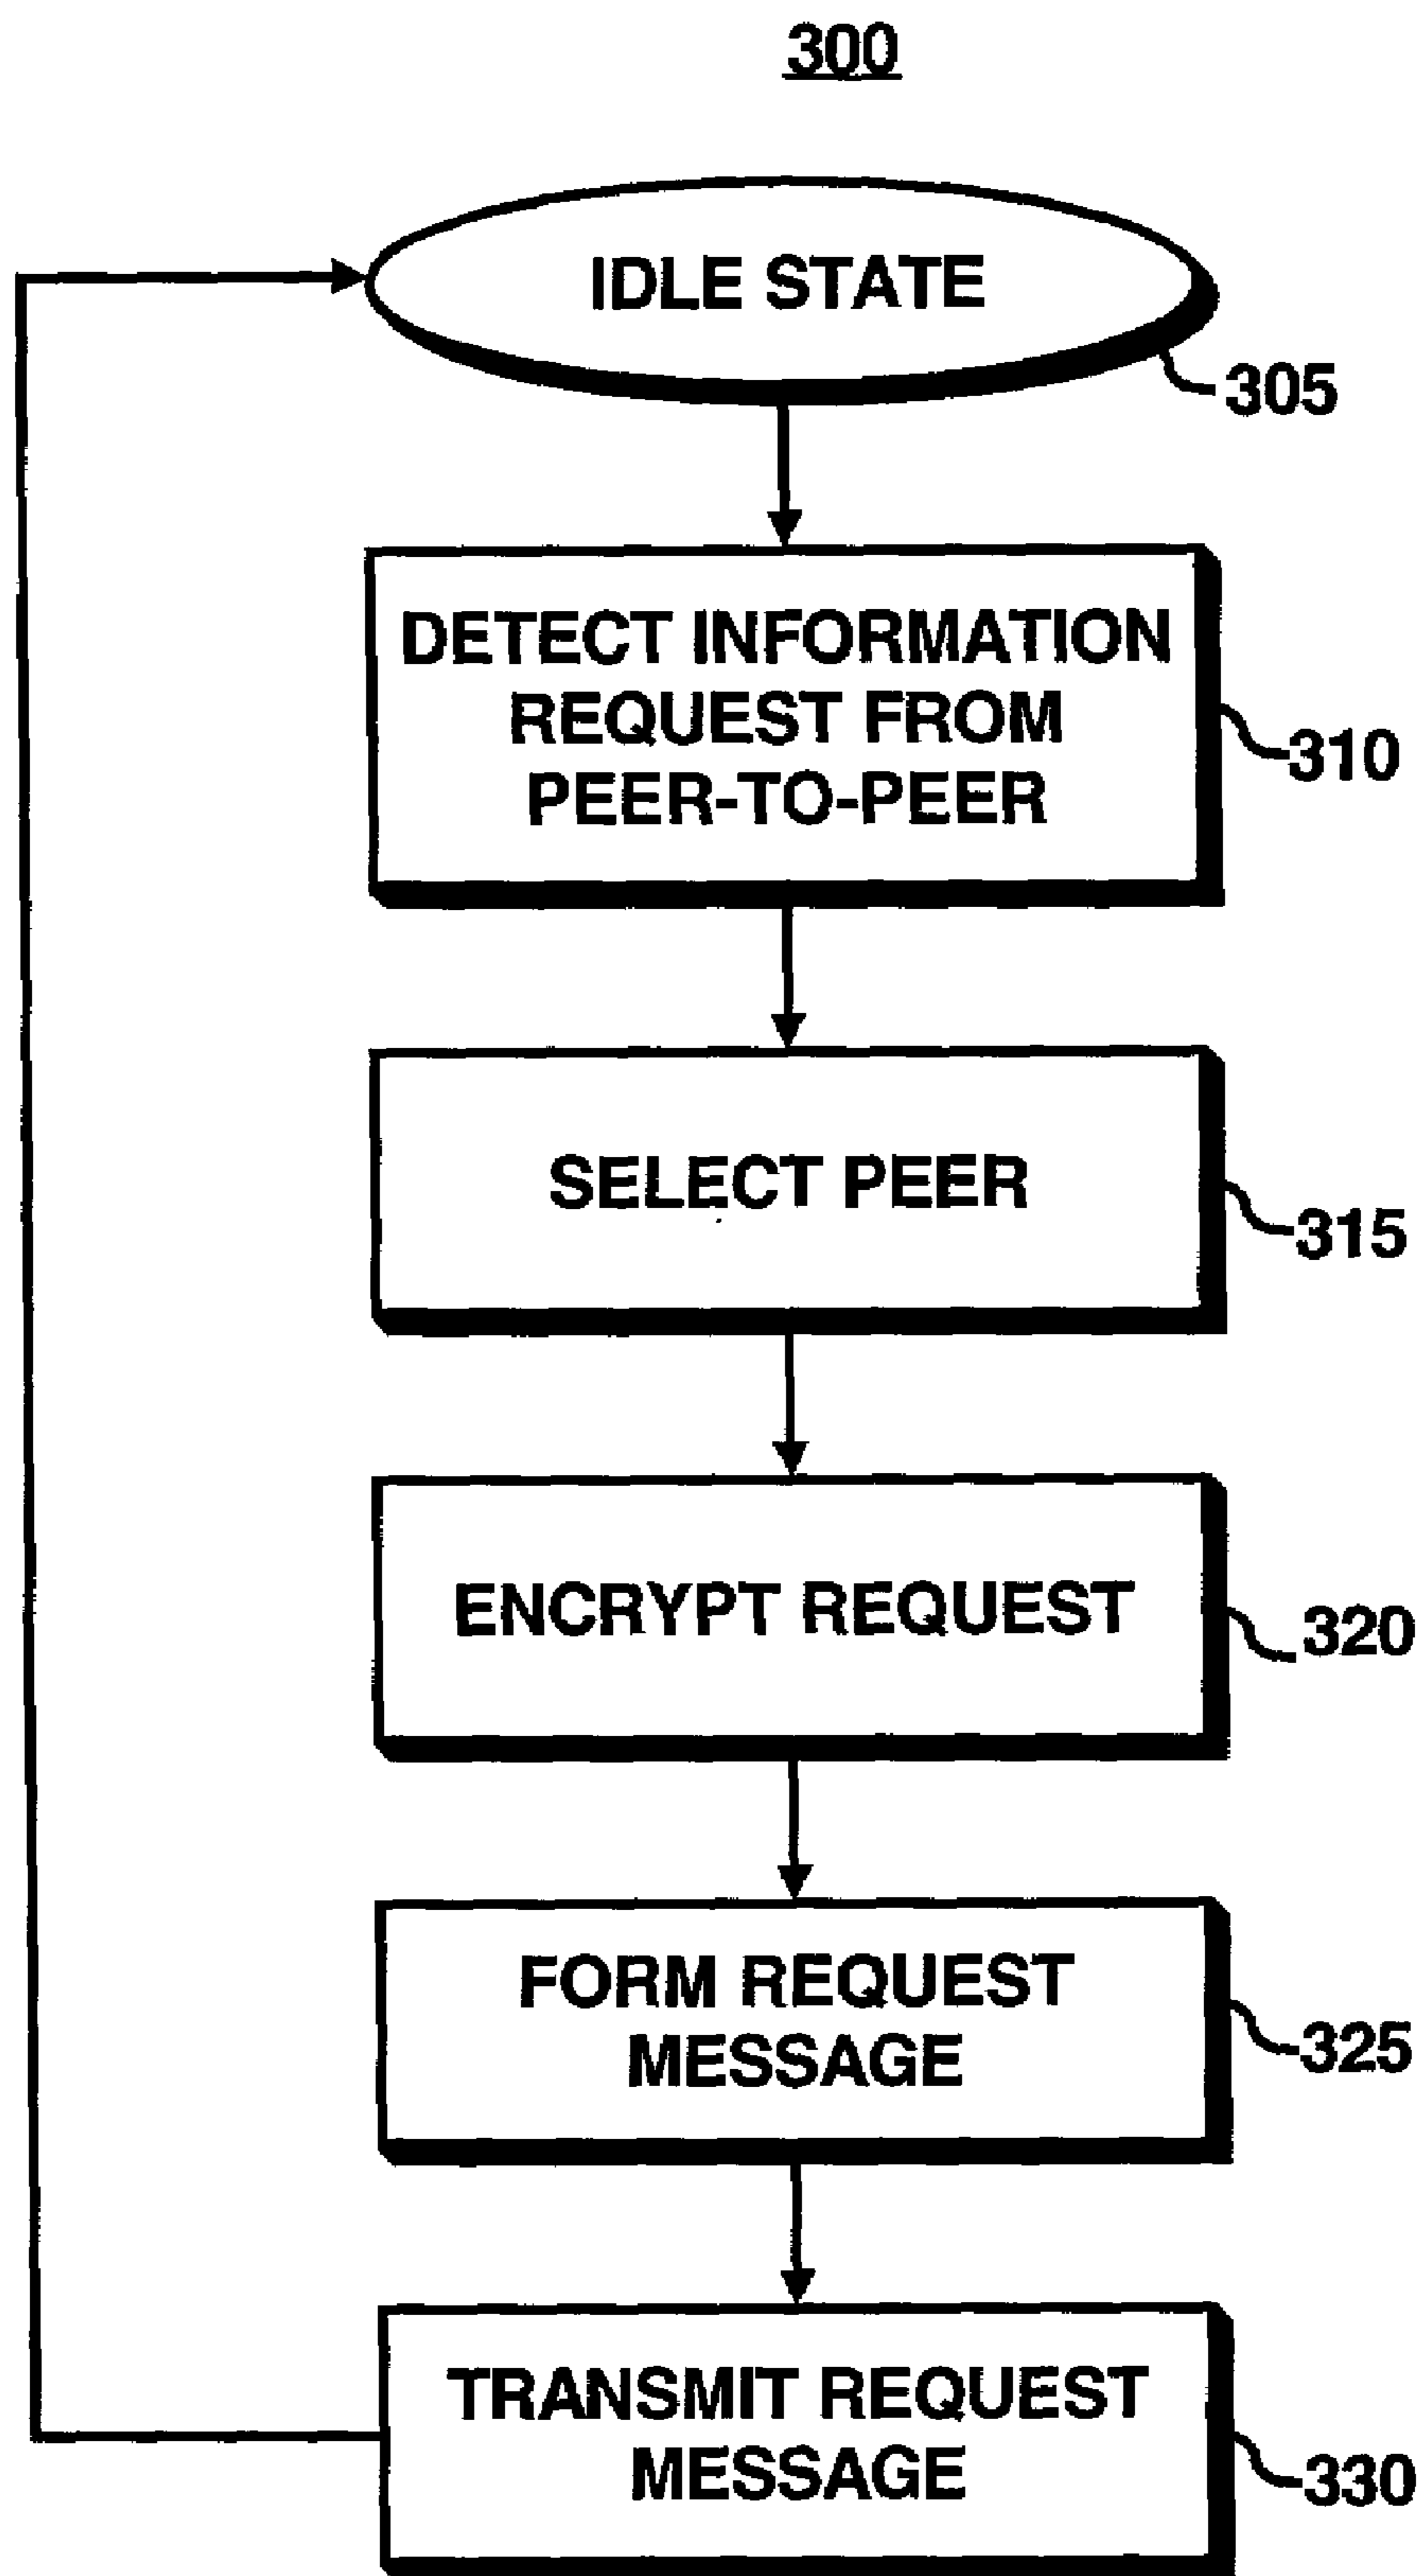 300
IDLE STATE
305
DETECT INFORMATION
REQUEST FROM
PEER-TO-PEER
310
SELECT PEER
315
ENCRYPT REQUEST
320
FORM REQUEST
MESSAGE
325
TRANSMIT REQUEST
MESSAGE
330